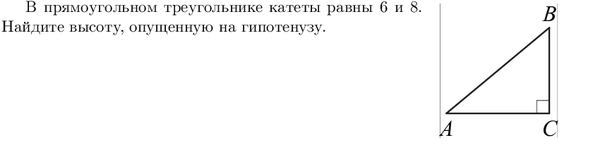 В прямоугольном треугольнике катеты равны 6 и 8.
Найдите высоту, опущенную на гипотенузу.
B
A
C